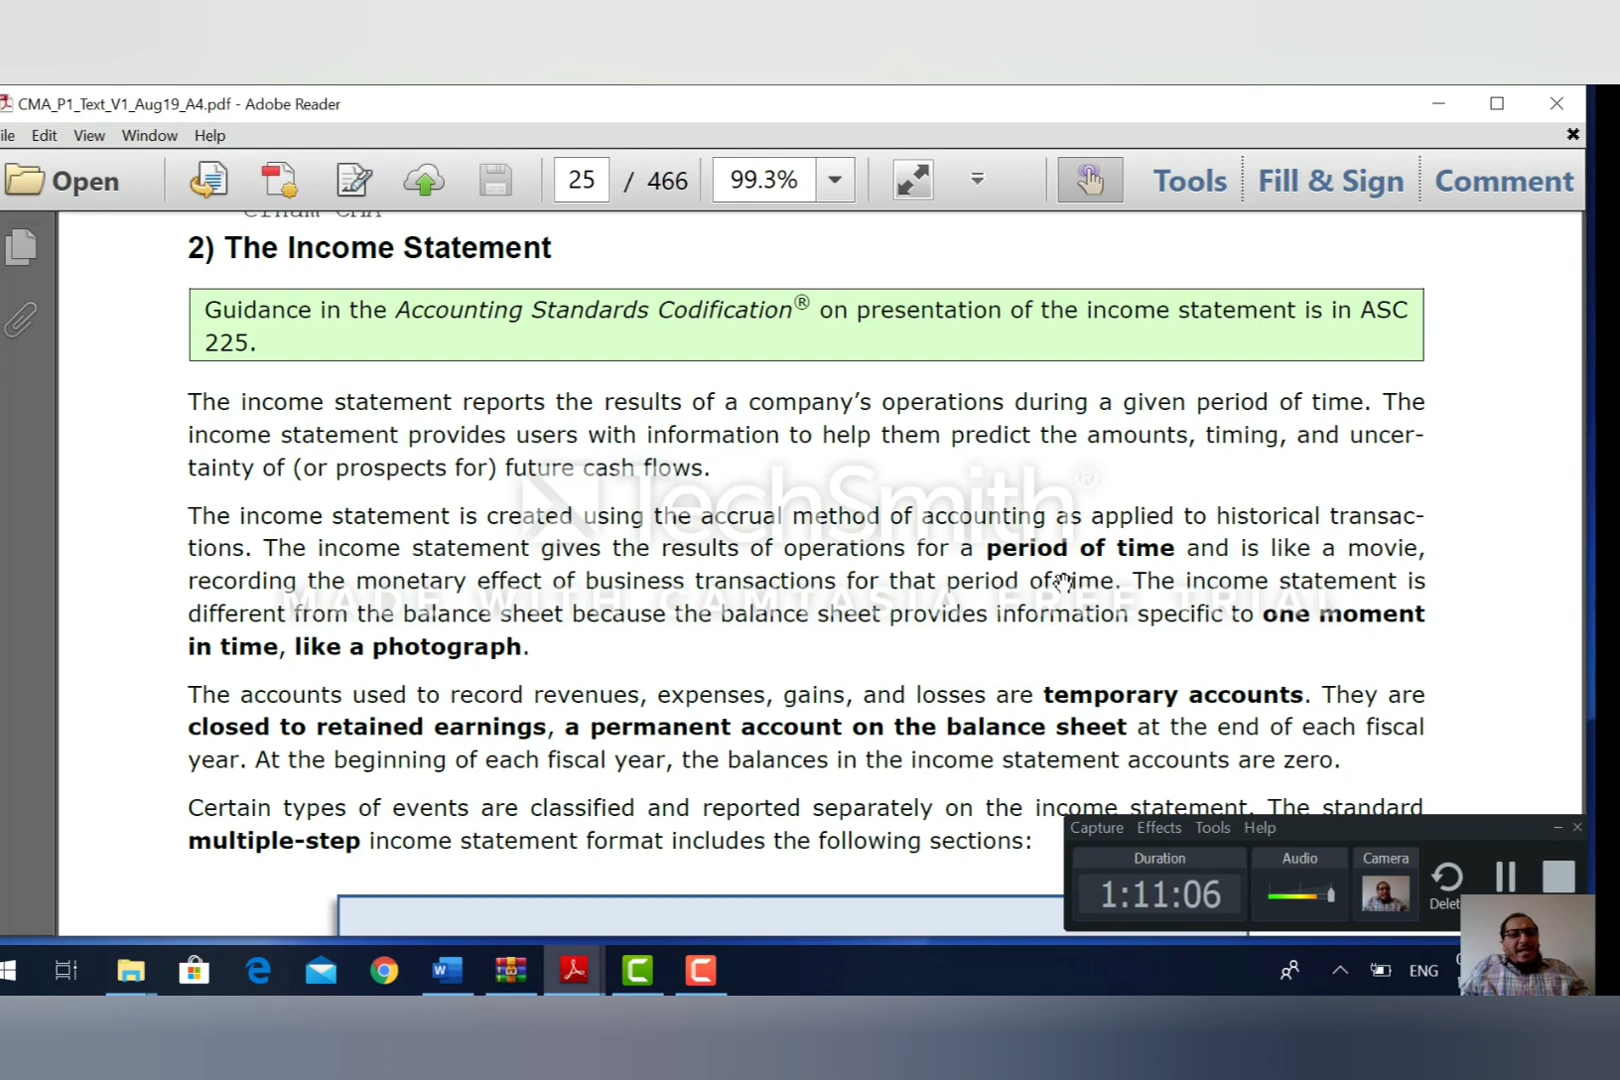 CMA_P1_Text_V1_Aug19_A4.pdf - Adobe Reader
ile Edit View Window Help
Open 25 / 466 99.3% Tools Fill & Sign Comment
2) The Income Statement
Guidance in the Accounting Standards Codification® on presentation of the income statement is in ASC
225.
The income statement reports the results of a company's operations during a given period of time. The
income statement provides users with information to help them predict the amounts, timing, and uncer-
tainty of (or prospects for) future cash flows.
TechSmith®
The income statement is created using the accrual method of accounting as applied to historical transac-
tions. The income statement gives the results of operations for a period of time and is like a movie,
recording the monetary effect of business transactions for that period of time. The income statement is
MADE WITH CAMTASIA FREE TRIAL
different from the balance sheet because the balance sheet provides information specific to one moment
in time, like a photograph.
The accounts used to record revenues, expenses, gains, and losses are temporary accounts. They are
closed to retained earnings, a permanent account on the balance sheet at the end of each fiscal
year. At the beginning of each fiscal year, the balances in the income statement accounts are zero.
Certain types of events are classified and reported separately on the income statement. The standard
multiple-step income statement format includes the following sections:
Capture Effects Tools Help
Duration Audio Camera
1:11:06
Delet
ENG